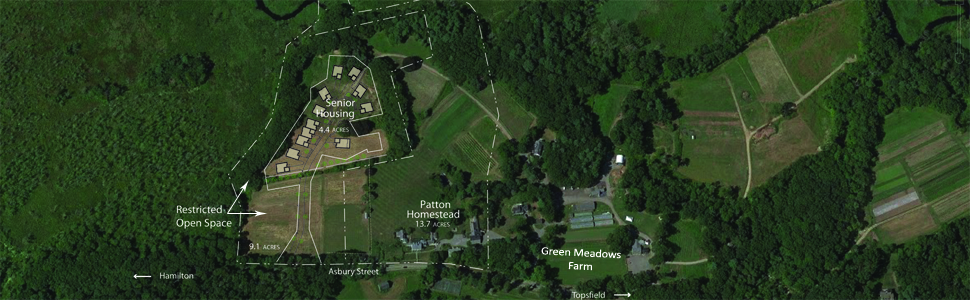 Senior
Housing
4.4 ACRES
Restricted
Open Space
9.1 ACRES
Patton
Homestead
13.7 ACRES
Green Meadows
Farm
Hamilton
Asbury Street
Topsfield